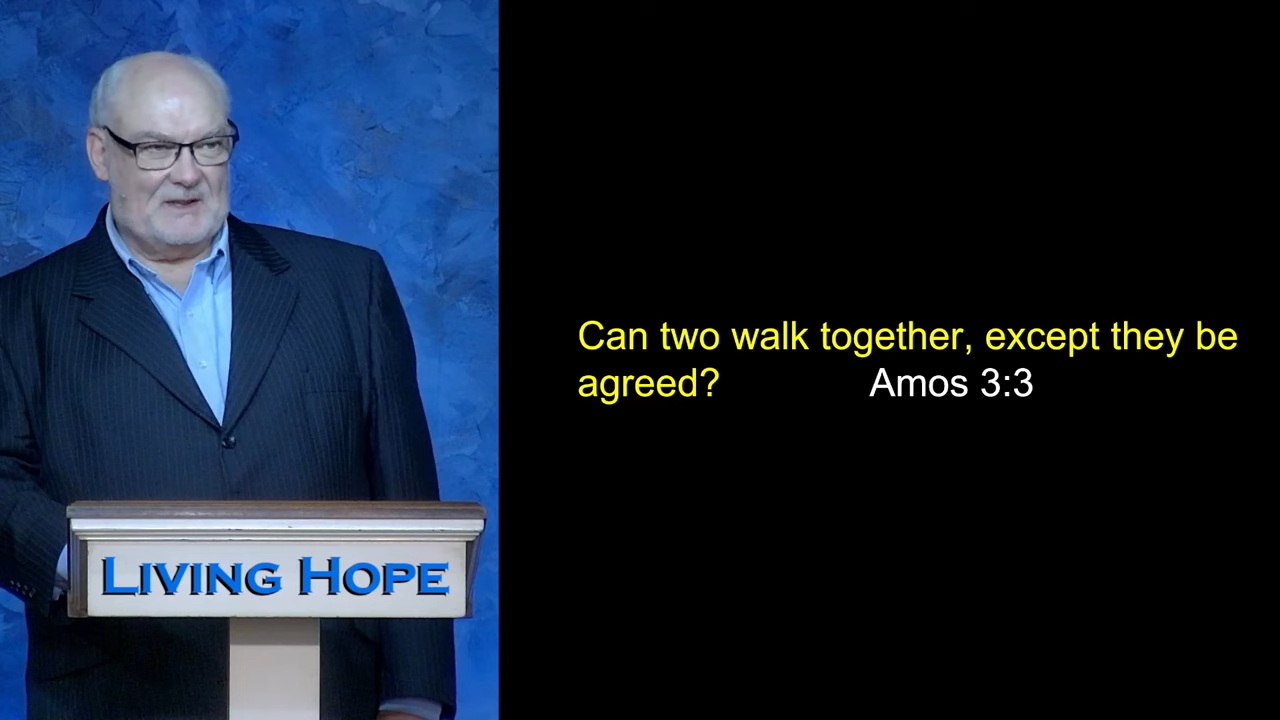 Can two walk together, except they be
agreed? Amos 3:3
LIVING HOPE